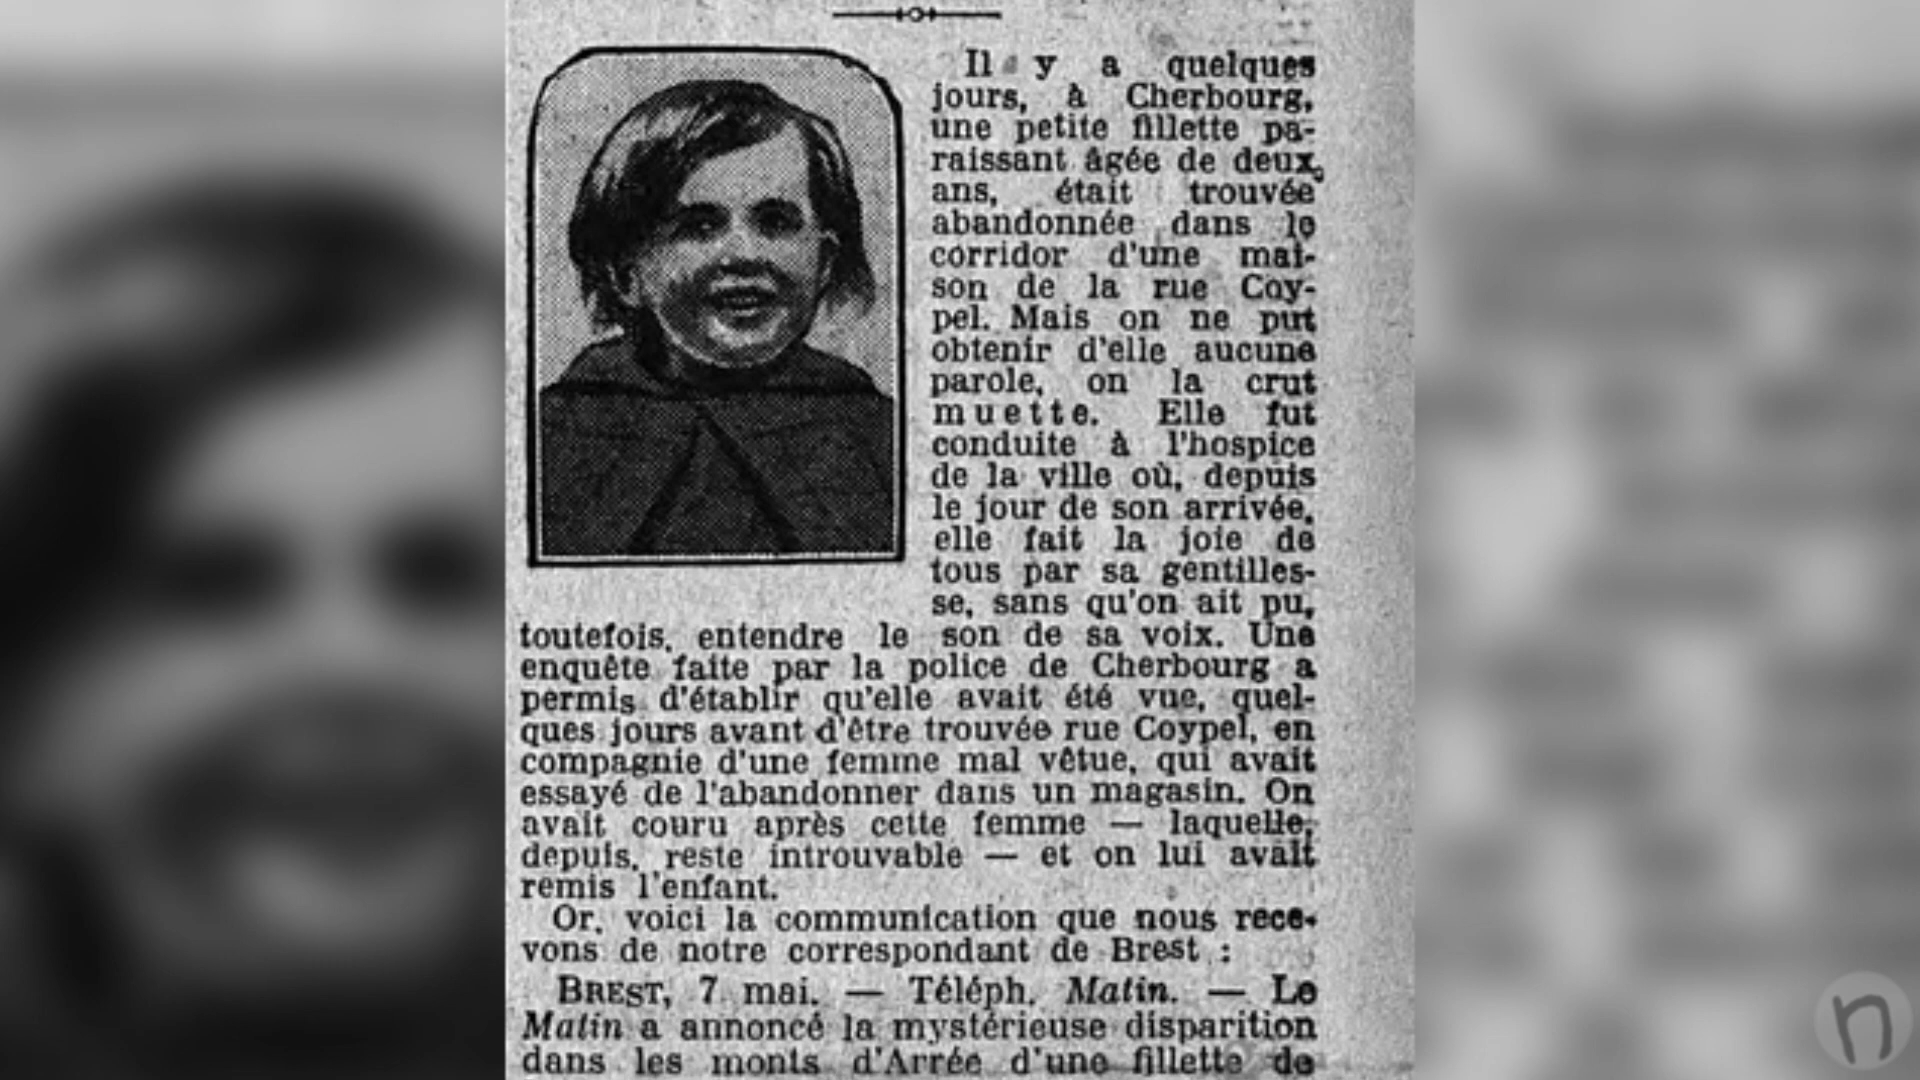 Il y a quelques
jours, à Cherbourg,
une petite fillette pa-
raissant âgée de deux
ans, était trouvée
abandonnée dans le
corridor d'une mai-
son de la rue Coy-
pel. Mais on ne put
obtenir d'elle aucune
parole, on la crut
muette. Elle fut
conduite à l'hospice
de la ville où, depuis
le jour de son arrivée,
elle fait la joie de
tous par sa gentilles-
se, sans qu'on ait pu,
toutefois, entendre le son de sa voix. Une
enquête faite par la police de Cherbourg a
permis d'établir qu'elle avait été vue, quel-
ques jours avant d'être trouvée rue Coypel, en
compagnie d'une femme mal vêtue, qui avait
essayé de l'abandonner dans un magasin. On
avait couru après cette femme — laquelle,
depuis, reste introuvable — et on lui avait
remis l'enfant.
Or, voici la communication que nous rece-
vons de notre correspondant de Brest :
BREST, 7 mai. — Téléph. Matin. — Le
Matin a annoncé la mystérieuse disparition
dans les monts d'Arrée d'une fillette de
n